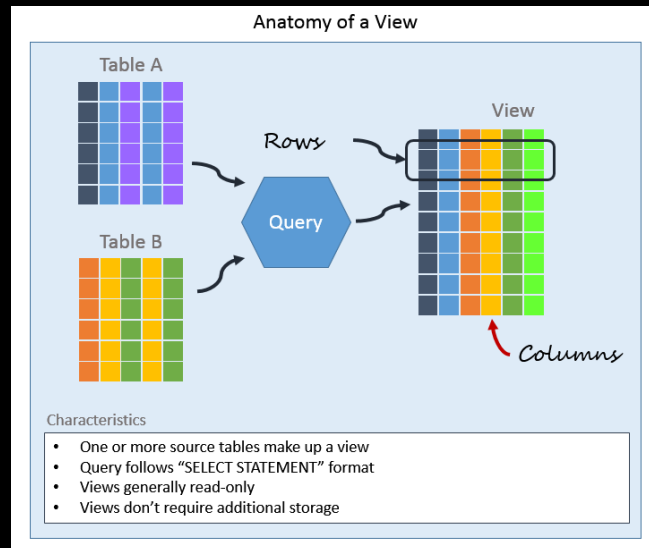 Anatomy of a View
Table A
View
Rows
Query
Table B
Columns
Characteristics
• One or more source tables make up a view
• Query follows “SELECT STATEMENT” format
• Views generally read-only
• Views don’t require additional storage